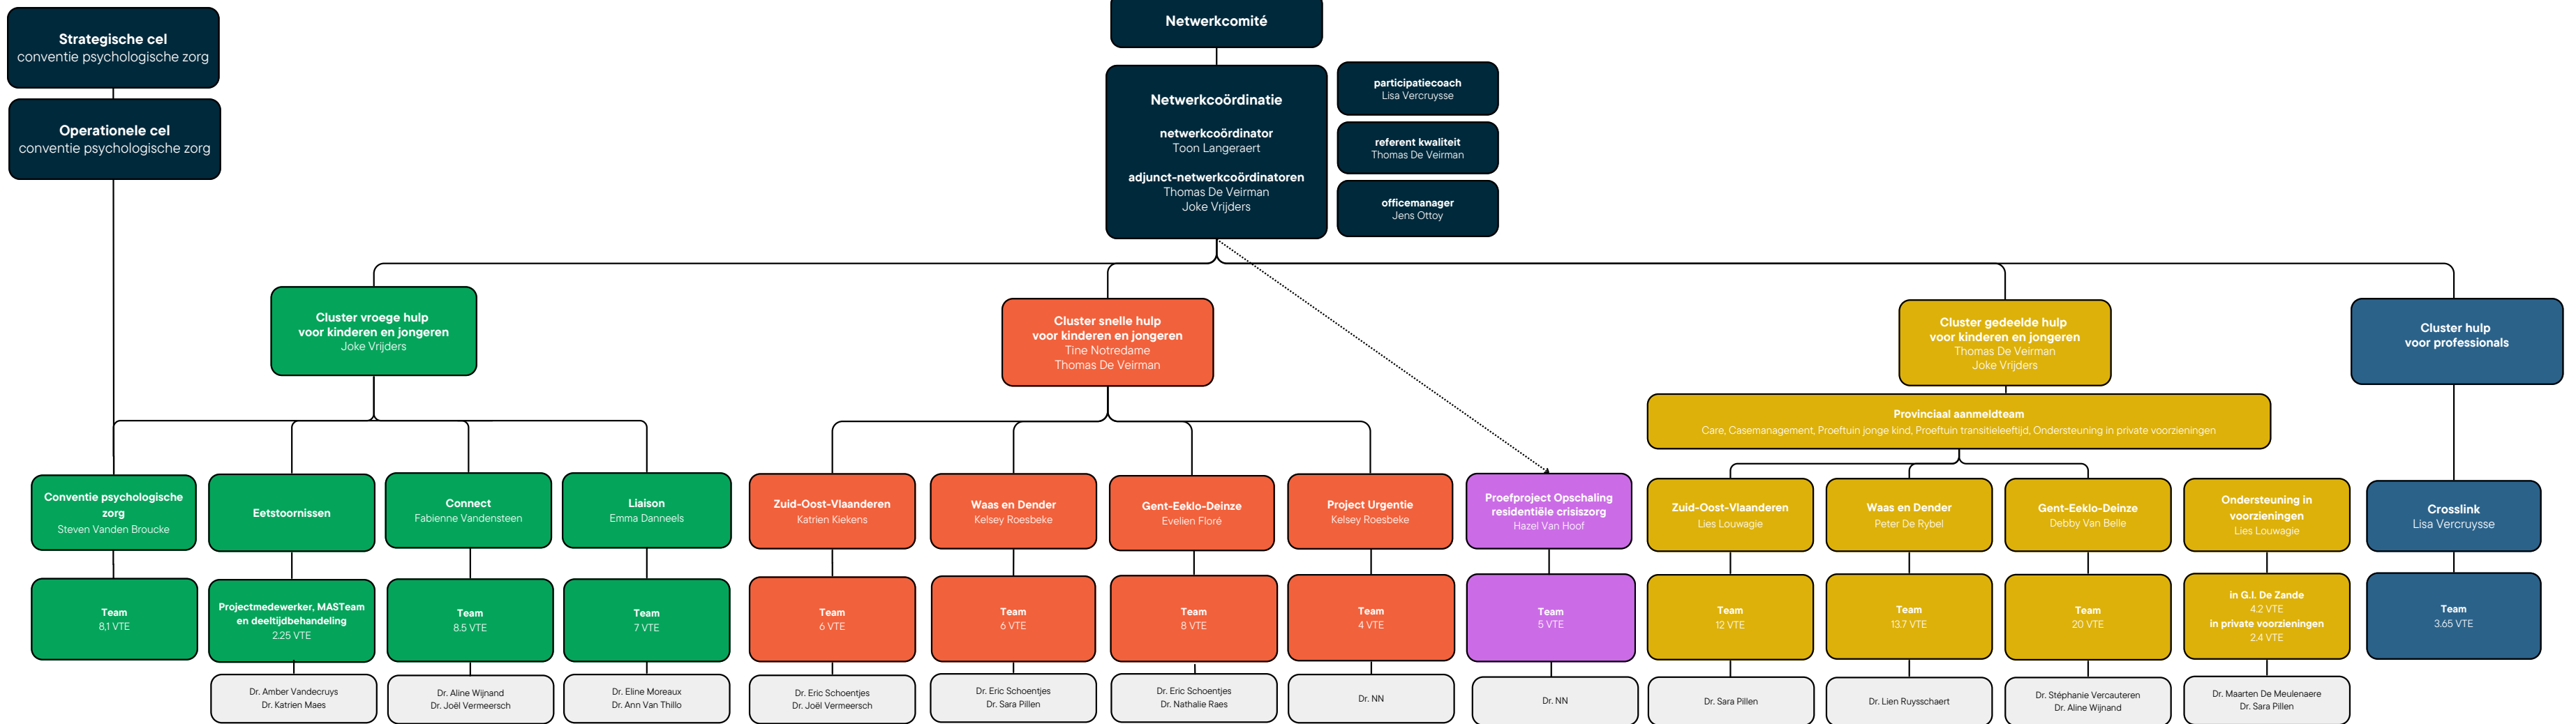 Strategische cel
conventie psychologische zorg
Operationele cel
conventie psychologische zorg
Netwerkcomité
Netwerkcoördinatie
netwerkcoördinator
Toon Langeraert
adjunct-netwerkcoördinatoren
Thomas De Veirman
Joke Vrijders
participatiecoach
Lisa Vercruysse
referent kwaliteit
Thomas De Veirman
officemanager
Jens Ottoy
Cluster vroege hulp
voor kinderen en jongeren
Joke Vrijders
Cluster snelle hulp
voor kinderen en jongeren
Tine Notredame
Thomas De Veirman
Cluster gedeelde hulp
voor kinderen en jongeren
Thomas De Veirman
Joke Vrijders
Cluster hulp
voor professionals
Provinciaal aanmeldteam
Care, Casemanagement, Proeftuin jonge kind, Proeftuin transitieleeftijd, Ondersteuning in private voorzieningen
Conventie psychologische
zorg
Steven Vanden Broucke
Eetstoornissen
Connect
Fabienne Vandensteen
Liaison
Emma Danneels
Zuid-Oost-Vlaanderen
Katrien Kiekens
Waas en Dender
Kelsey Roesbeke
Gent-Eeklo-Deinze
Evelien Floré
Project Urgentie
Kelsey Roesbeke
Proefproject Opschaling
residentiële crisiszorg
Hazel Van Hoof
Zuid-Oost-Vlaanderen
Lies Louwagie
Waas en Dender
Peter De Rybel
Gent-Eeklo-Deinze
Debby Van Belle
Ondersteuning in
voorzieningen
Lies Louwagie
Crosslink
Lisa Vercruysse
Team
8,1 VTE
Projectmedewerker, MASTeam
en deeltijdbehandeling
2.25 VTE
Team
8.5 VTE
Team
7 VTE
Team
6 VTE
Team
6 VTE
Team
8 VTE
Team
4 VTE
Team
5 VTE
Team
12 VTE
Team
13.7 VTE
Team
20 VTE
in G.I. De Zande
4.2 VTE
in private voorzieningen
2.4 VTE
Team
3.65 VTE
Dr. Amber Vandecruys
Dr. Katrien Maes
Dr. Aline Wijnand
Dr. Joël Vermeersch
Dr. Eline Moreaux
Dr. Ann Van Thillo
Dr. Eric Schoentjes
Dr. Joël Vermeersch
Dr. Eric Schoentjes
Dr. Sara Pillen
Dr. Eric Schoentjes
Dr. Nathalie Raes
Dr. NN
Dr. NN
Dr. Sara Pillen
Dr. Lien Ruysschaert
Dr. Stéphanie Vercauteren
Dr. Aline Wijnand
Dr. Maarten De Meulenaere
Dr. Sara Pillen